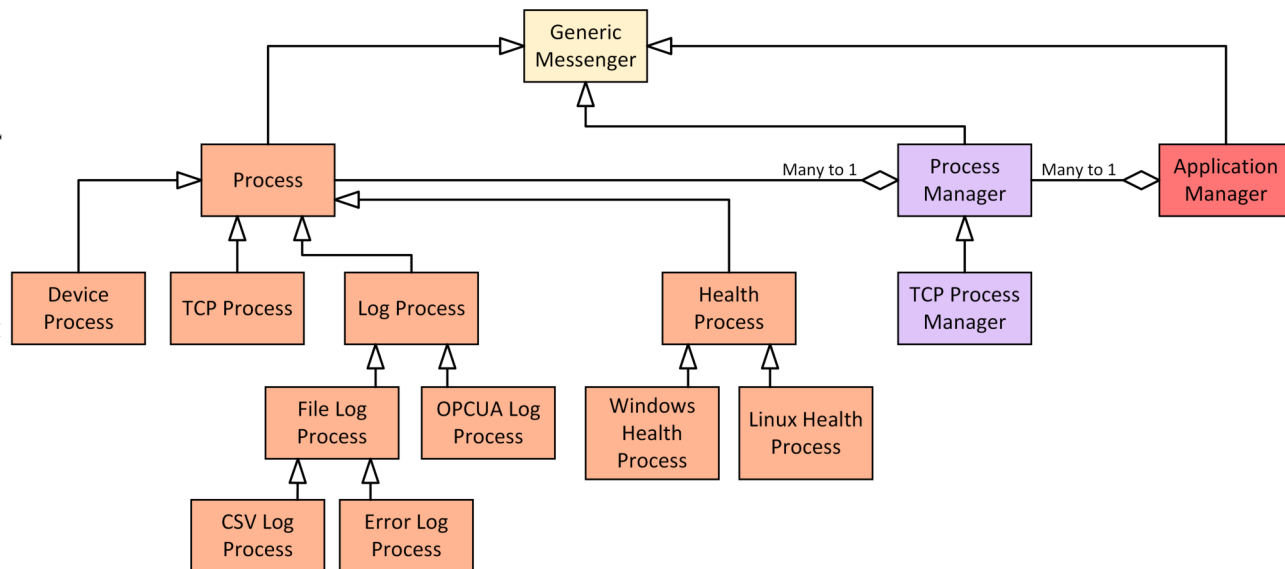 Generic
Messenger
Process
Many to 1
Process
Manager
Many to 1
Application
Manager
Device
Process
TCP Process
Log Process
Health
Process
TCP Process
Manager
File Log
Process
OPCUA Log
Process
Windows
Health
Process
Linux Health
Process
CSV Log
Process
Error Log
Process